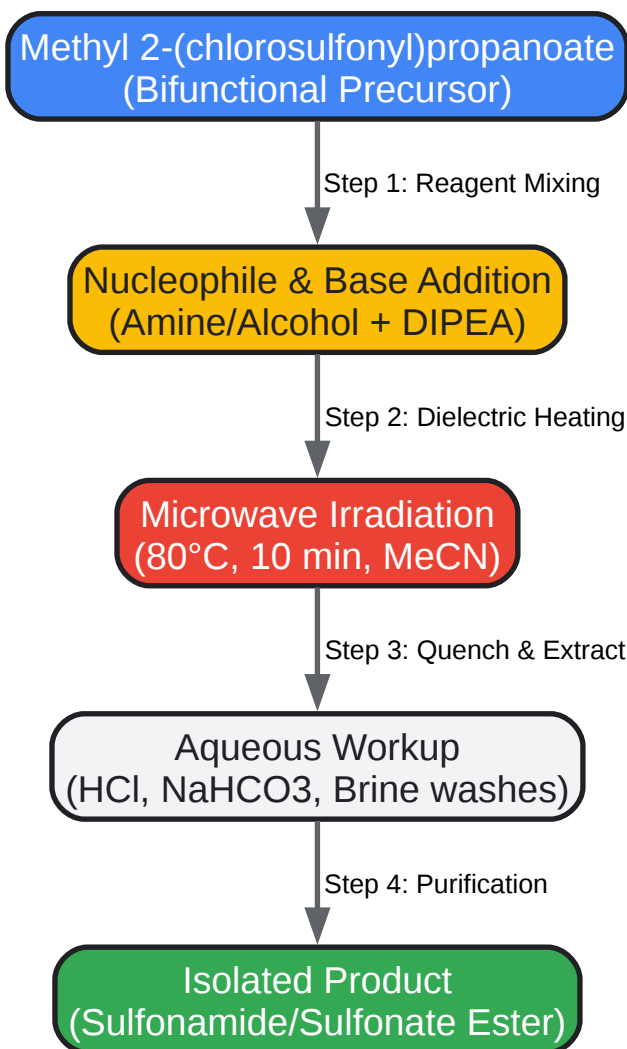 Methyl 2-(chlorosulfonyl)propanoate
(Bifunctional Precursor)
Step 1: Reagent Mixing
Nucleophile & Base Addition
(Amine/Alcohol + DIPEA)
Step 2: Dielectric Heating
Microwave Irradiation
(80°C, 10 min, MeCN)
Step 3: Quench & Extract
Aqueous Workup
(HCl, NaHCO3, Brine washes)
Step 4: Purification
Isolated Product
(Sulfonamide/Sulfonate Ester)